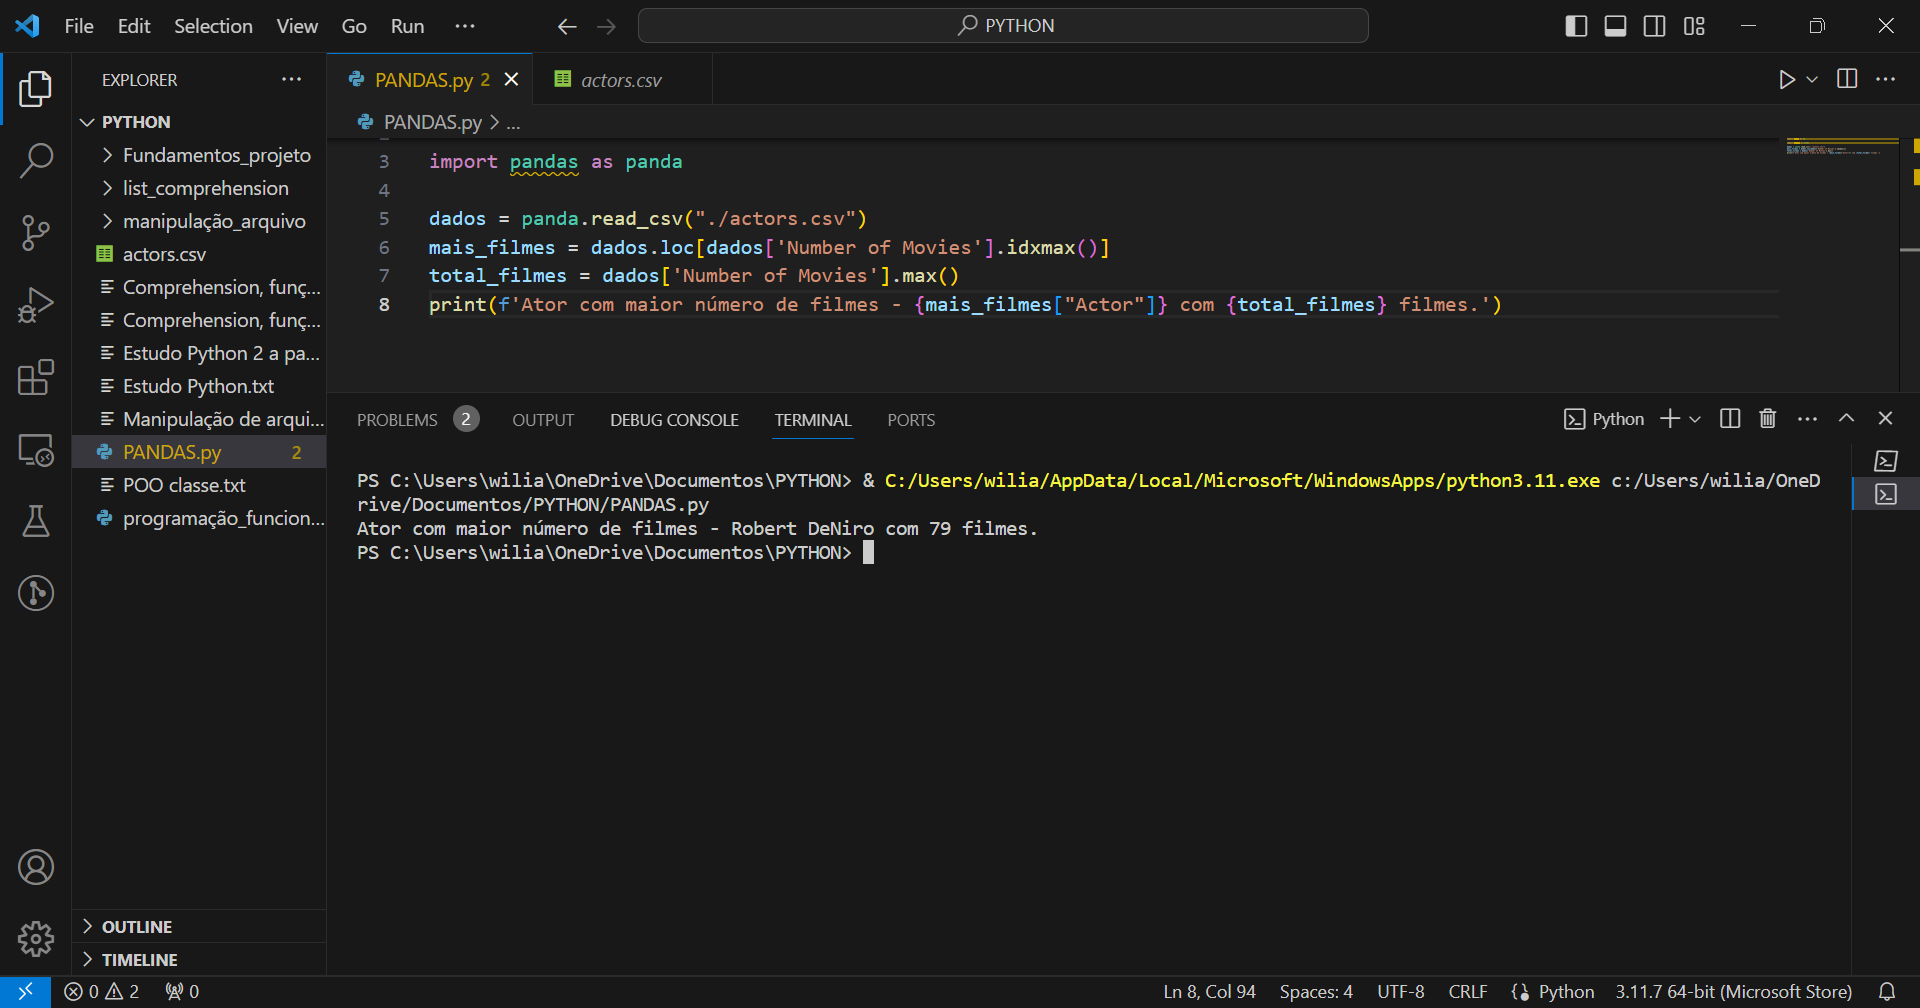 File Edit Selection View Go Run ··· PYTHON
EXPLORER ···
PYTHON
Fundamentos_projeto
list_comprehension
manipulação_arquivo
actors.csv
Comprehension, funç...
Comprehension, funç...
Estudo Python 2 a pa...
Estudo Python.txt
Manipulação de arqui...
PANDAS.py 2
POO classe.txt
programação_funcion...
OUTLINE
TIMELINE
PANDAS.py 2 actors.csv
PANDAS.py > ...
3 import pandas as panda
4
5 dados = panda.read_csv("./actors.csv")
6 mais_filmes = dados.loc[dados['Number of Movies'].idxmax()]
7 total_filmes = dados['Number of Movies'].max()
8 print(f'Ator com maior número de filmes - {mais_filmes["Actor"]} com {total_filmes} filmes.')
PROBLEMS 2 OUTPUT DEBUG CONSOLE TERMINAL PORTS Python
PS C:\Users\wilia\OneDrive\Documentos\PYTHON> & C:/Users/wilia/AppData/Local/Microsoft/WindowsApps/python3.11.exe c:/Users/wilia/OneD
rive/Documentos/PYTHON/PANDAS.py
Ator com maior número de filmes - Robert DeNiro com 79 filmes.
PS C:\Users\wilia\OneDrive\Documentos\PYTHON>
0 2 0 Ln 8, Col 94 Spaces: 4 UTF-8 CRLF Python 3.11.7 64-bit (Microsoft Store)